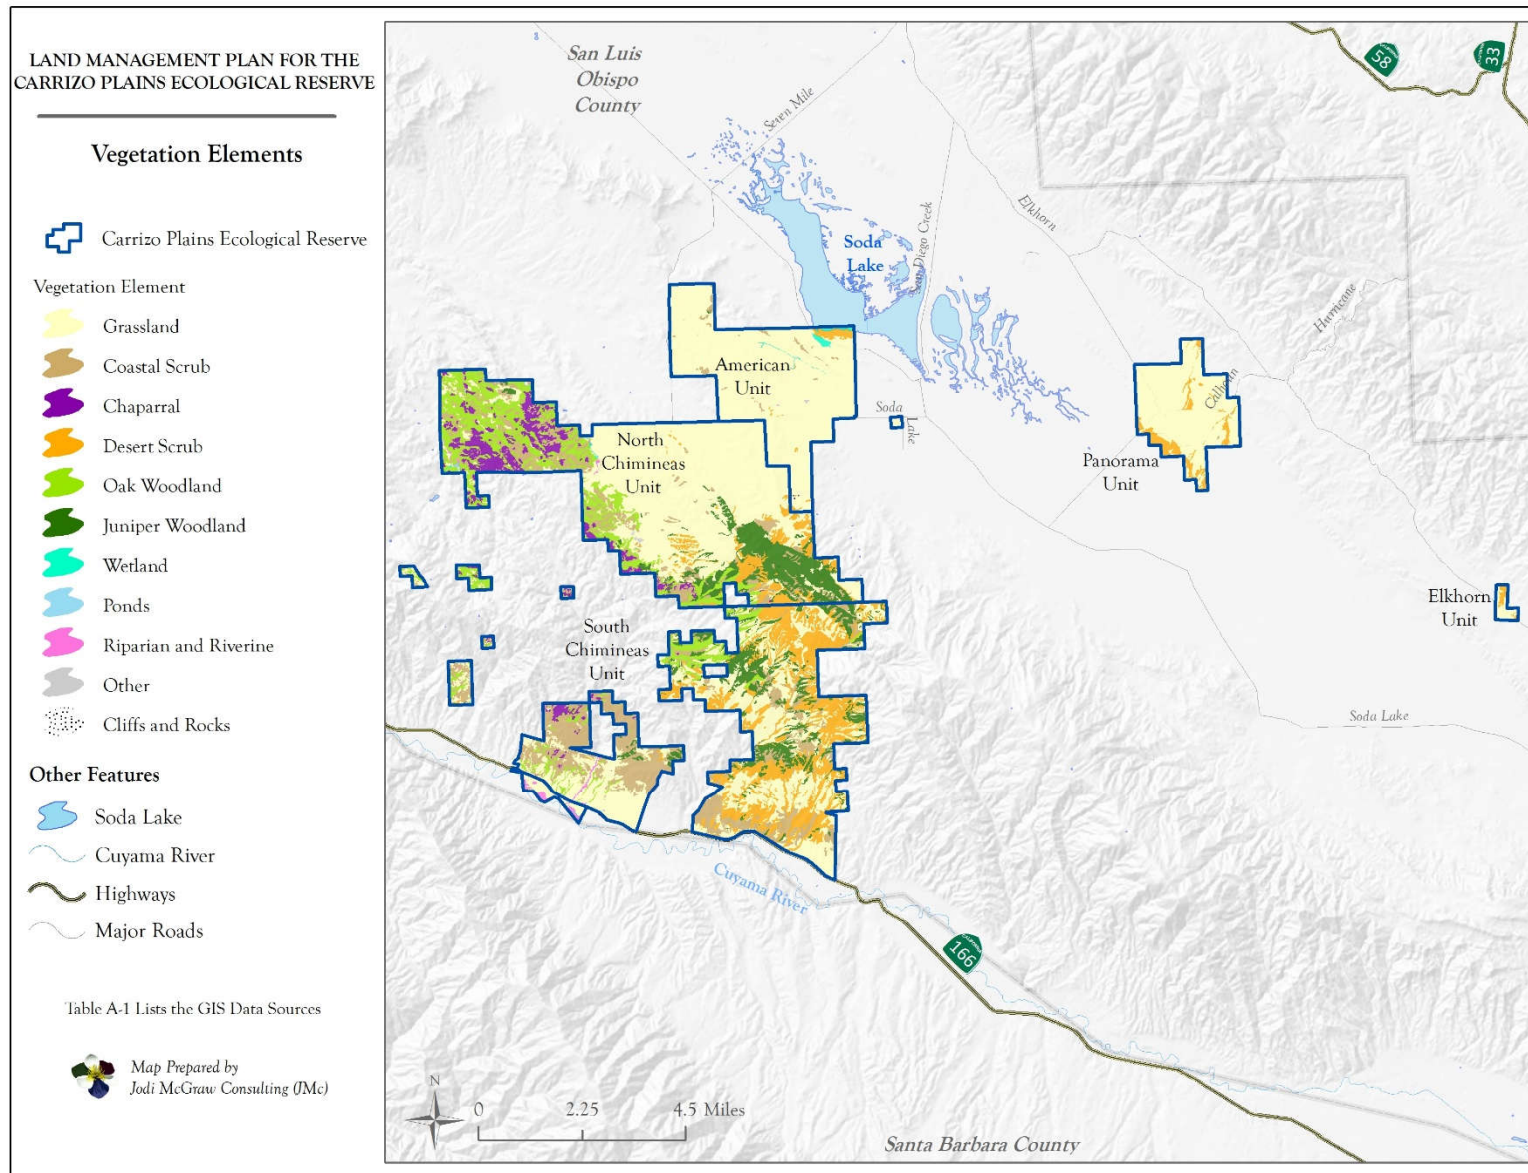 LAND MANAGEMENT PLAN FOR THE
CARRIZO PLAINS ECOLOGICAL RESERVE
Vegetation Elements
Carrizo Plains Ecological Reserve
Vegetation Element
Grassland
Coastal Scrub
Chaparral
Desert Scrub
Oak Woodland
Juniper Woodland
Wetland
Ponds
Riparian and Riverine
Other
Cliffs and Rocks
Other Features
Soda Lake
Cuyama River
Highways
Major Roads
Table A-1 Lists the GIS Data Sources
Map Prepared by
Jodi McGraw Consulting (JMc)
San Luis
Obispo
County
Seven Mile
CALIFORNIA
58
CALIFORNIA
33
Elkhorn
San Diego Creek
Soda
Lake
Hurricane
American
Unit
Calhoun
Soda
Lake
North
Chimineas
Unit
Panorama
Unit
Elkhorn
Unit
South
Chimineas
Unit
Soda Lake
Cuyama River
CALIFORNIA
166
N
0
2.25
4.5 Miles
Santa Barbara County